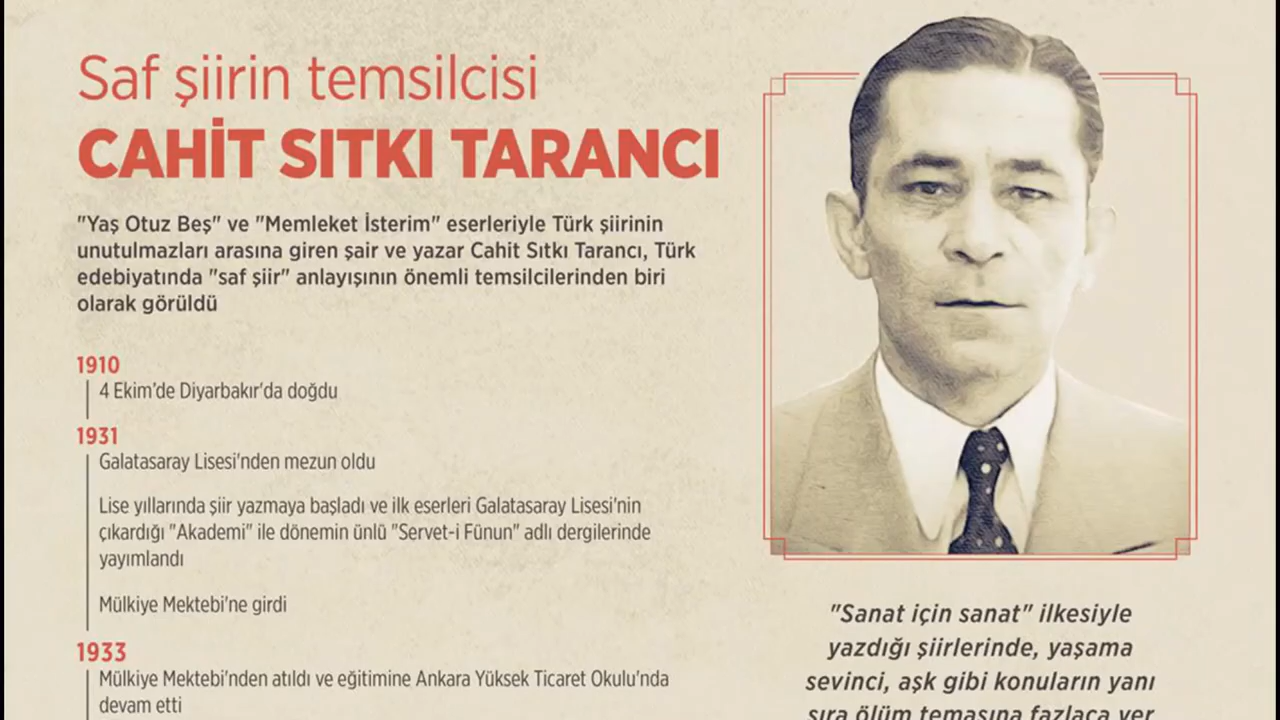 Saf şiirin temsilcisi
CAHİT SITKI TARANCI
"Yaş Otuz Beş" ve "Memleket İsterim" eserleriyle Türk şiirinin
unutulmazları arasına giren şair ve yazar Cahit Sıtkı Tarancı, Türk
edebiyatında "saf şiir" anlayışının önemli temsilcilerinden biri
olarak görüldü
1910
4 Ekim'de Diyarbakır'da doğdu
1931
Galatasaray Lisesi'nden mezun oldu
Lise yıllarında şiir yazmaya başladı ve ilk eserleri Galatasaray Lisesi'nin
çıkardığı "Akademi" ile dönemin ünlü "Servet-i Fünun" adlı dergilerinde
yayımlandı
Mülkiye Mektebi'ne girdi
1933
Mülkiye Mektebi'nden atıldı ve eğitimine Ankara Yüksek Ticaret Okulu'nda
devam etti
"Sanat için sanat" ilkesiyle
yazdığı şiirlerinde, yaşama
sevinci, aşk gibi konuların yanı
sıra ölüm temasına fazlaca yer